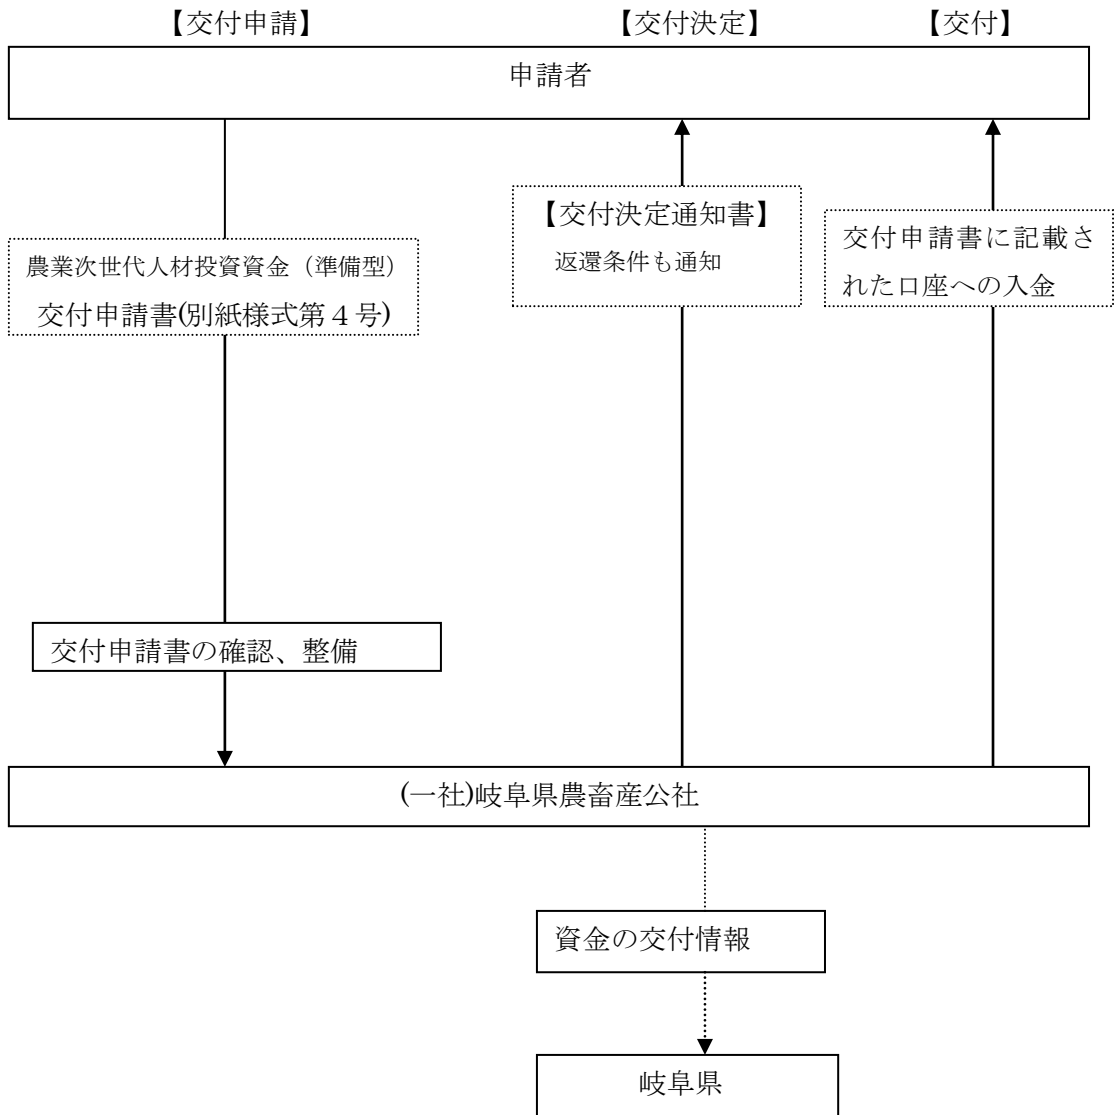 【交付申請】
【交付決定】
【交付】
申請者
【交付決定通知書】
返還条件も通知
交付申請書に記載さ
れた口座への入金
農業次世代人材投資資金（準備型）
交付申請書(別紙様式第４号)
交付申請書の確認、整備
(一社)岐阜県農畜産公社
資金の交付情報
岐阜県